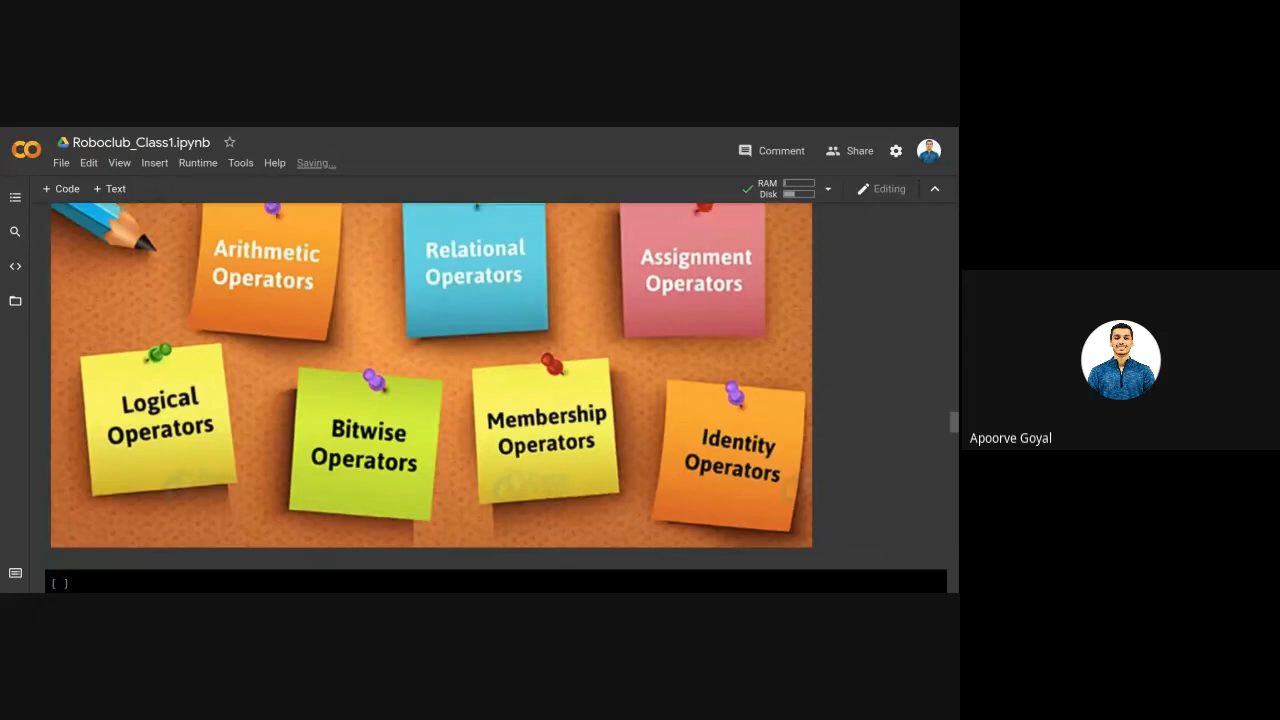 Roboclub_Class1.ipynb
File Edit View Insert Runtime Tools Help Saving...
Comment
Share
+ Code + Text
RAM
Disk
Editing
Arithmetic
Operators
Relational
Operators
Assignment
Operators
Logical
Operators
Bitwise
Operators
Membership
Operators
Identity
Operators
[ ]
Apoorve Goyal